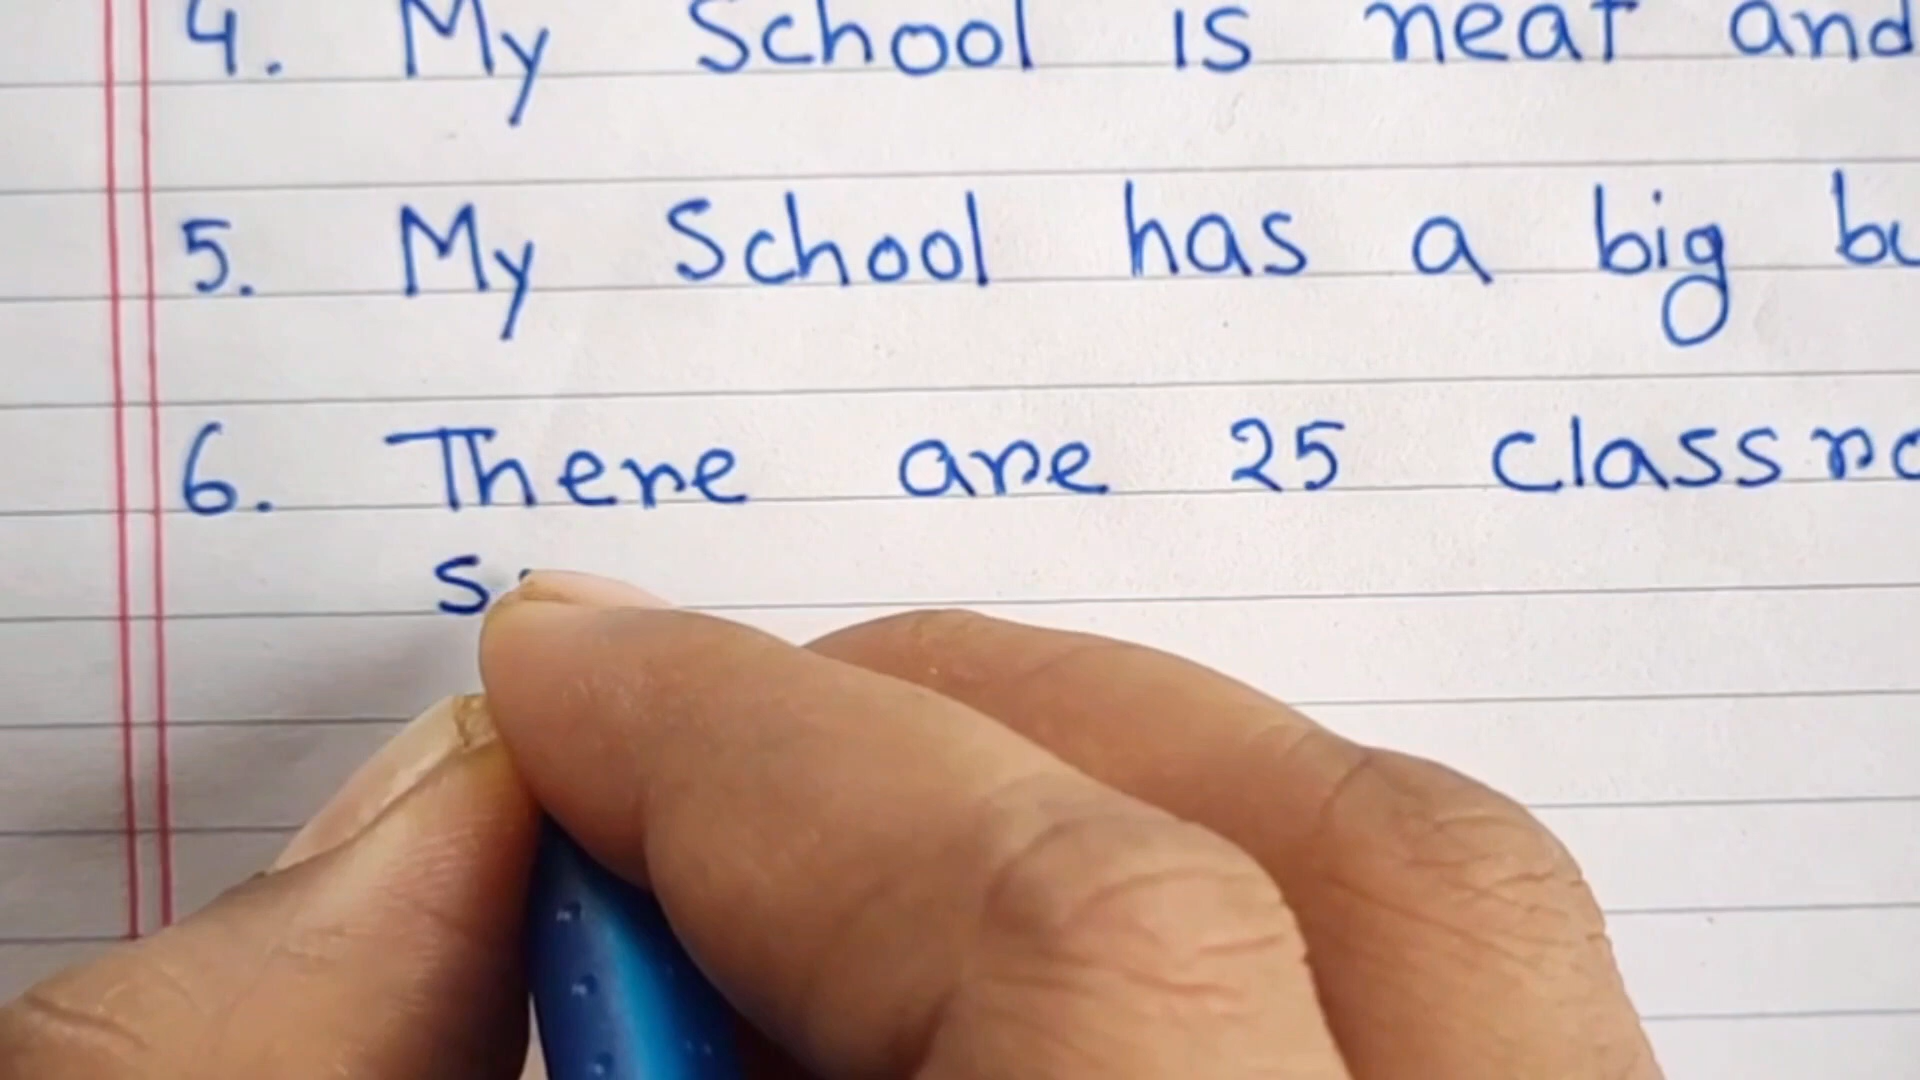 4. My School is neat and
5. My School has a big
6. There are 25
s